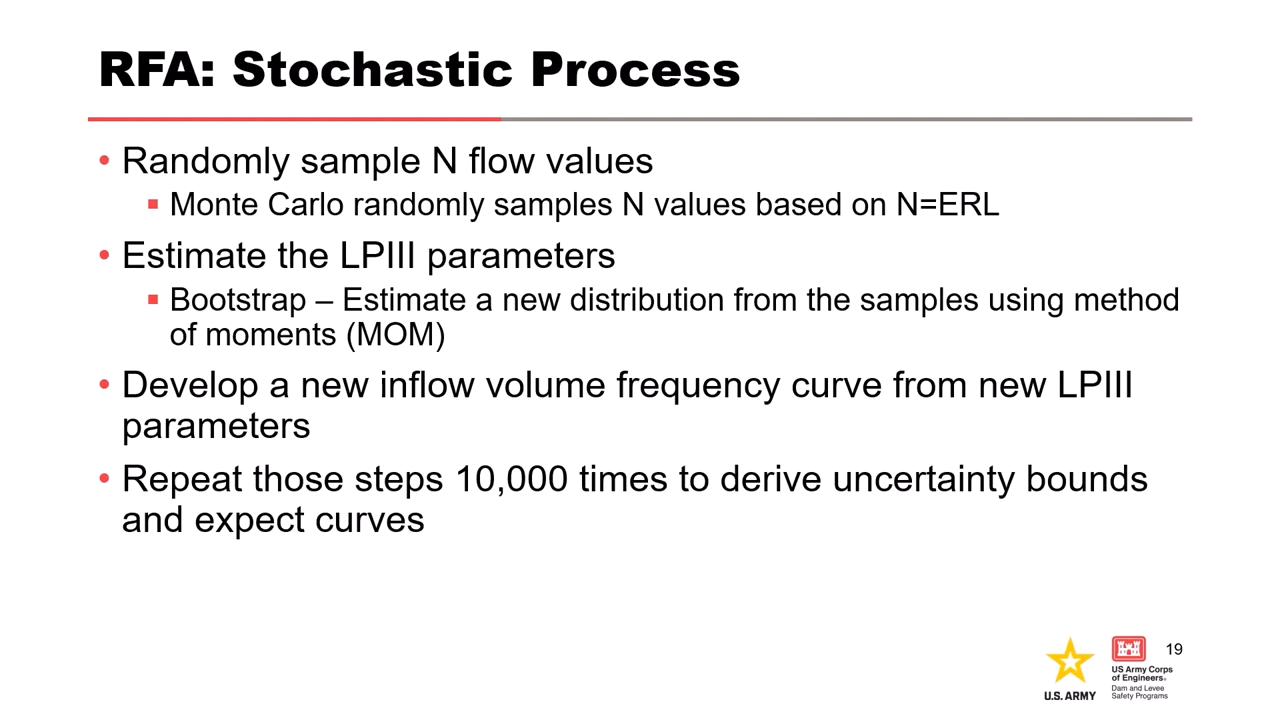 RFA: Stochastic Process
• Randomly sample N flow values
▪ Monte Carlo randomly samples N values based on N=ERL
• Estimate the LPIII parameters
▪ Bootstrap – Estimate a new distribution from the samples using method
of moments (MOM)
• Develop a new inflow volume frequency curve from new LPIII
parameters
• Repeat those steps 10,000 times to derive uncertainty bounds
and expect curves
19
U.S. ARMY
US Army Corps
of Engineers®
Dam and Levee
Safety Programs